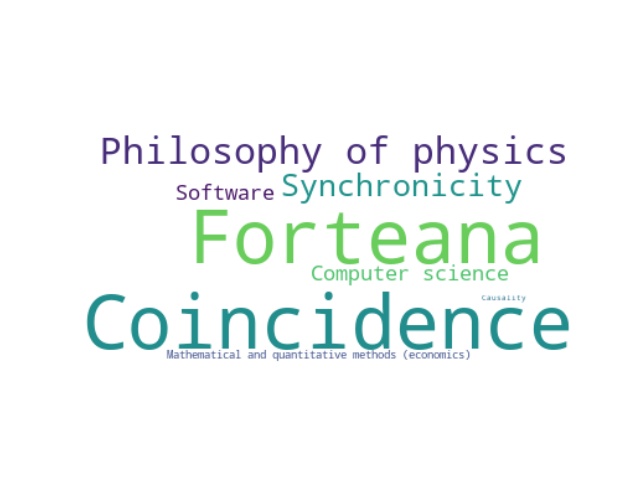 Philosophy of physics
Software Synchronicity
Forteana
Computer science
Causality
Coincidence
Mathematical and quantitative methods (economics)